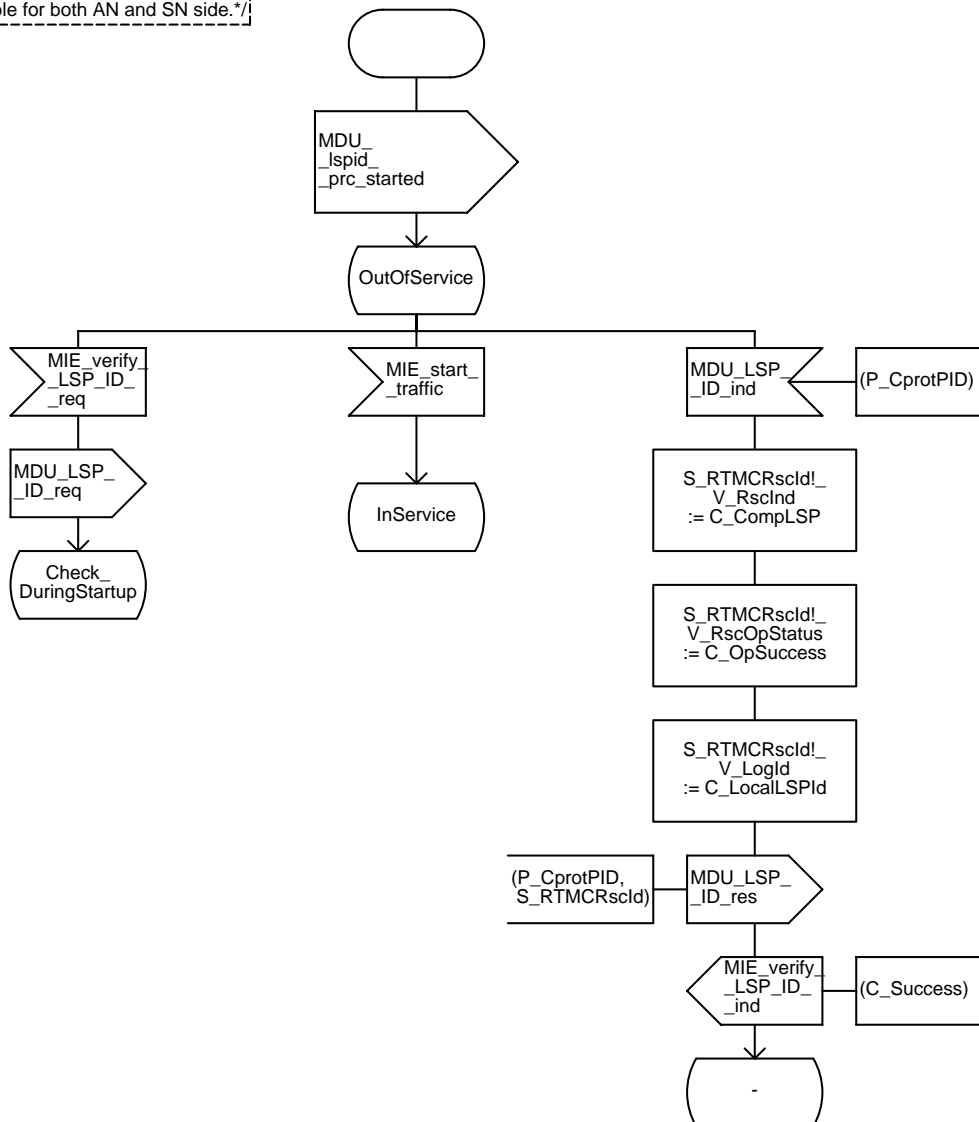 ble for both AN and SN side.*/
MDU_
_lspid_
_prc_started
OutOfService
MIE_verify_
_LSP_ID_
_req
MIE_start_
_traffic
MDU_LSP_
_ID_ind
(P_CprotPID)
MDU_LSP_
_ID_req
S_RTMCRscId!_
V_RscInd
:= C_CompLSP
InService
Check_
DuringStartup
S_RTMCRscId!_
V_RscOpStatus
:= C_OpSuccess
S_RTMCRscId!_
V_LogId
:= C_LocalLSPId
(P_CprotPID,
S_RTMCRscId)
MDU_LSP_
_ID_res
MIE_verify_
_LSP_ID_
_ind
(C_Success)
-